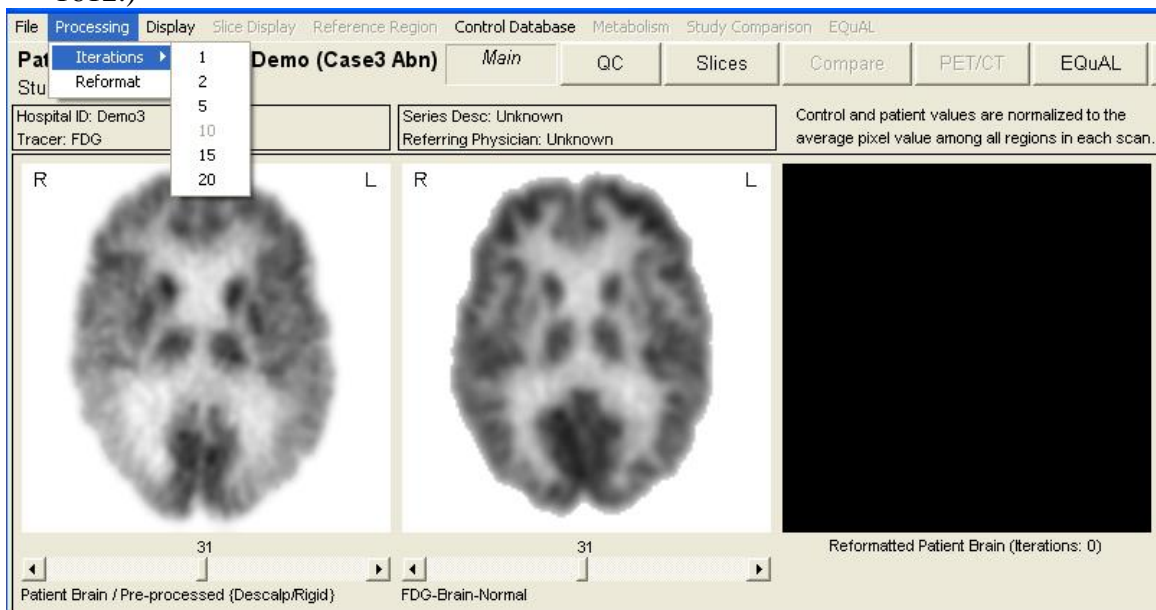 File Processing Display Slice Display Reference Region Control Database Metabolism Study Comparison EQuAL
Iterations
Reformat
1
2
5
10
15
20
Pat Demo (Case3 Abn) Main QC Slices Compare PET/CT EQuAL
Stu
Hospital ID: Demo3
Tracer: FDG
Series Desc: Unknown
Referring Physician: Unknown
Control and patient values are normalized to the
average pixel value among all regions in each scan.
R L
R L
31
31
Reformatted Patient Brain (Iterations: 0)
Patient Brain / Pre-processed {Descalp/Rigid}
FDG-Brain-Normal